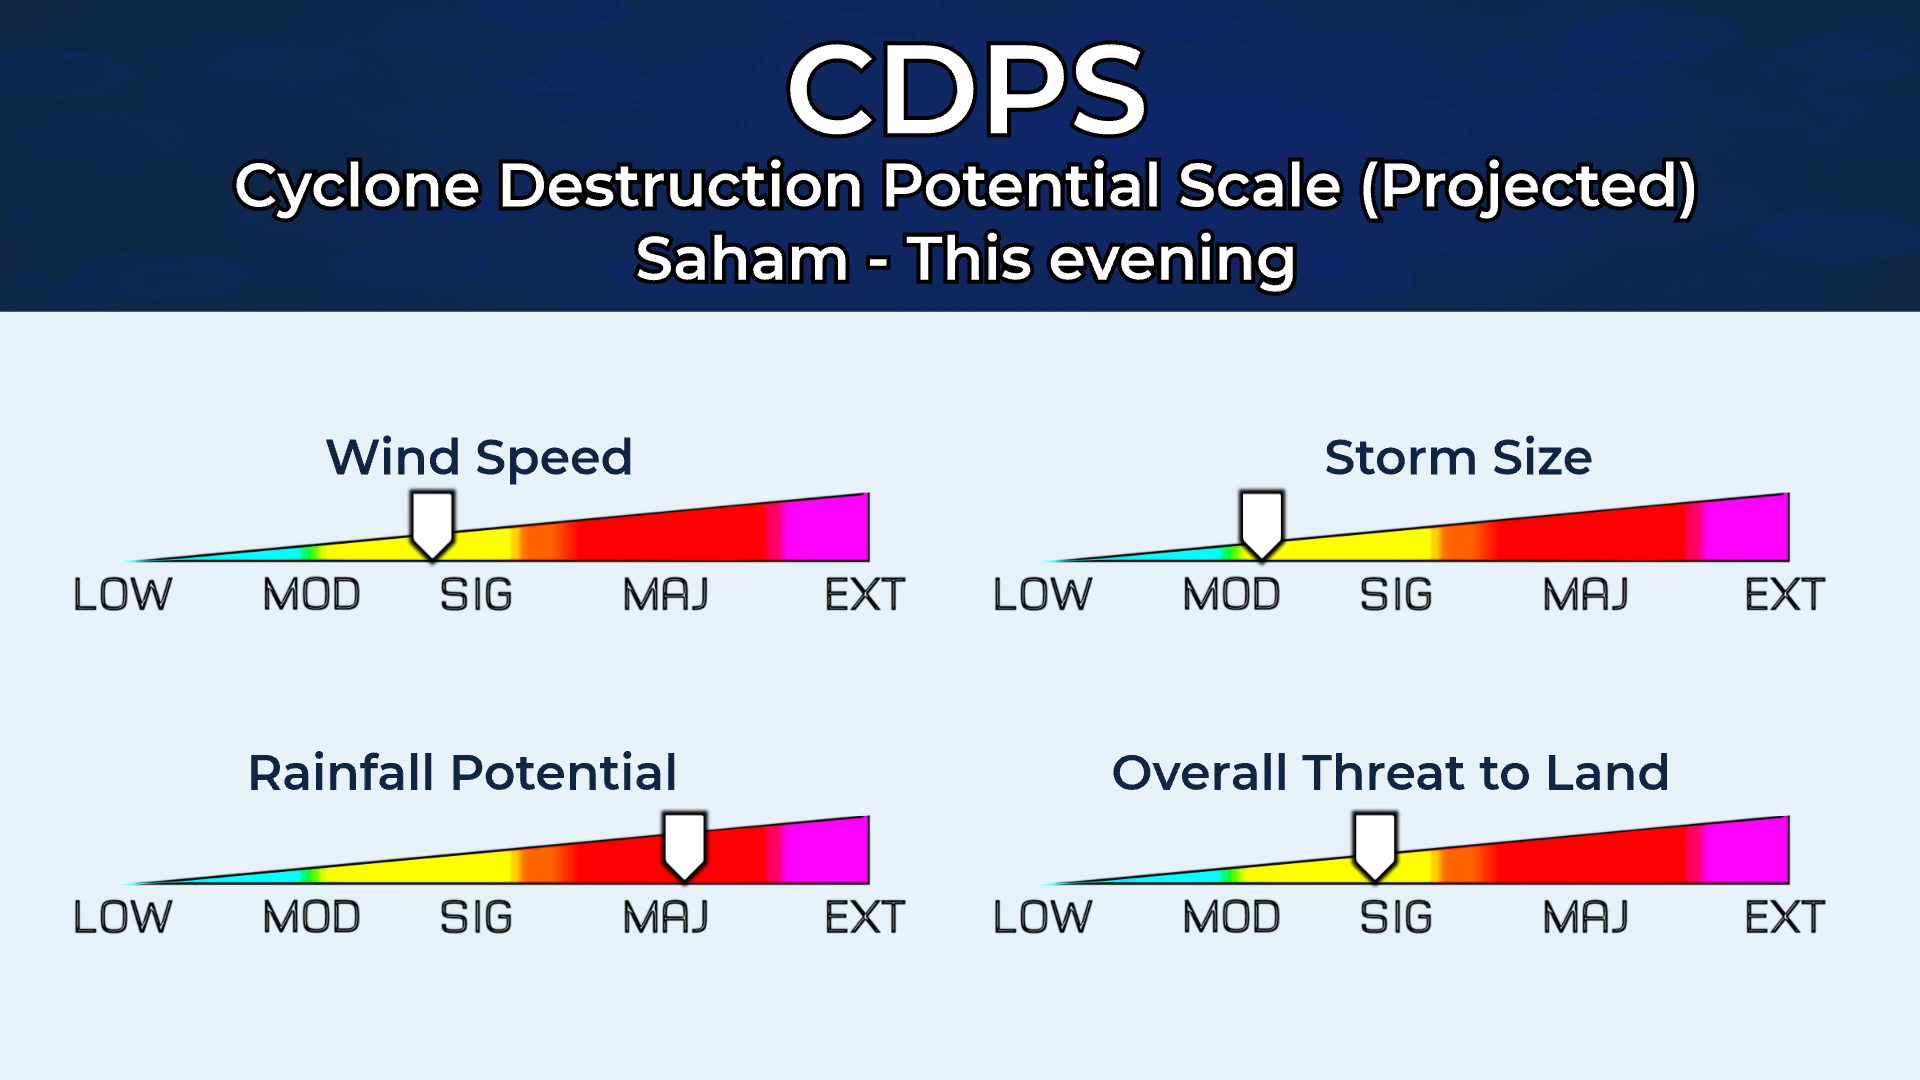 CDPS
Cyclone Destruction Potential Scale (Projected)
Saham - This evening
Wind Speed
LOW MOD SIG MAJ EXT
Storm Size
LOW MOD SIG MAJ EXT
Rainfall Potential
LOW MOD SIG MAJ EXT
Overall Threat to Land
LOW MOD SIG MAJ EXT